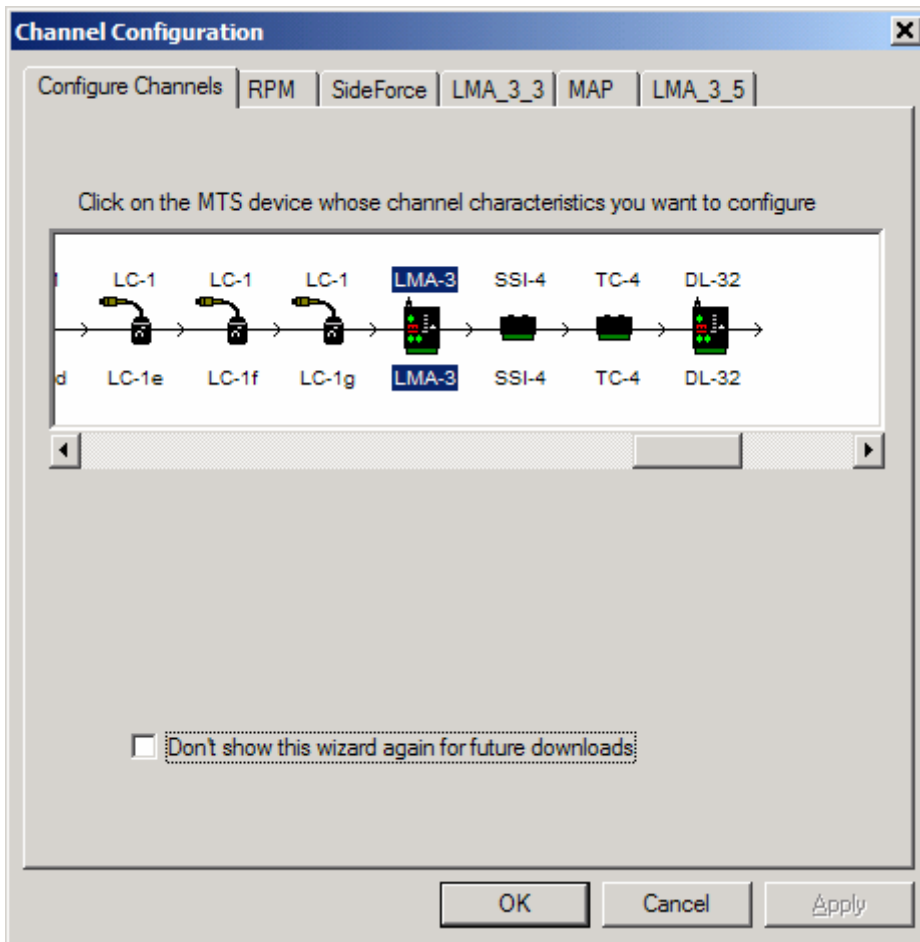 Channel Configuration
Configure Channels RPM SideForce LMA_3_3 MAP LMA_3_5
Click on the MTS device whose channel characteristics you want to configure
LC-1 LC-1 LC-1 LMA-3 SSI-4 TC-4 DL-32
d LC-1e LC-1f LC-1g LMA-3 SSI-4 TC-4 DL-32
Don't show this wizard again for future downloads
OK Cancel Apply